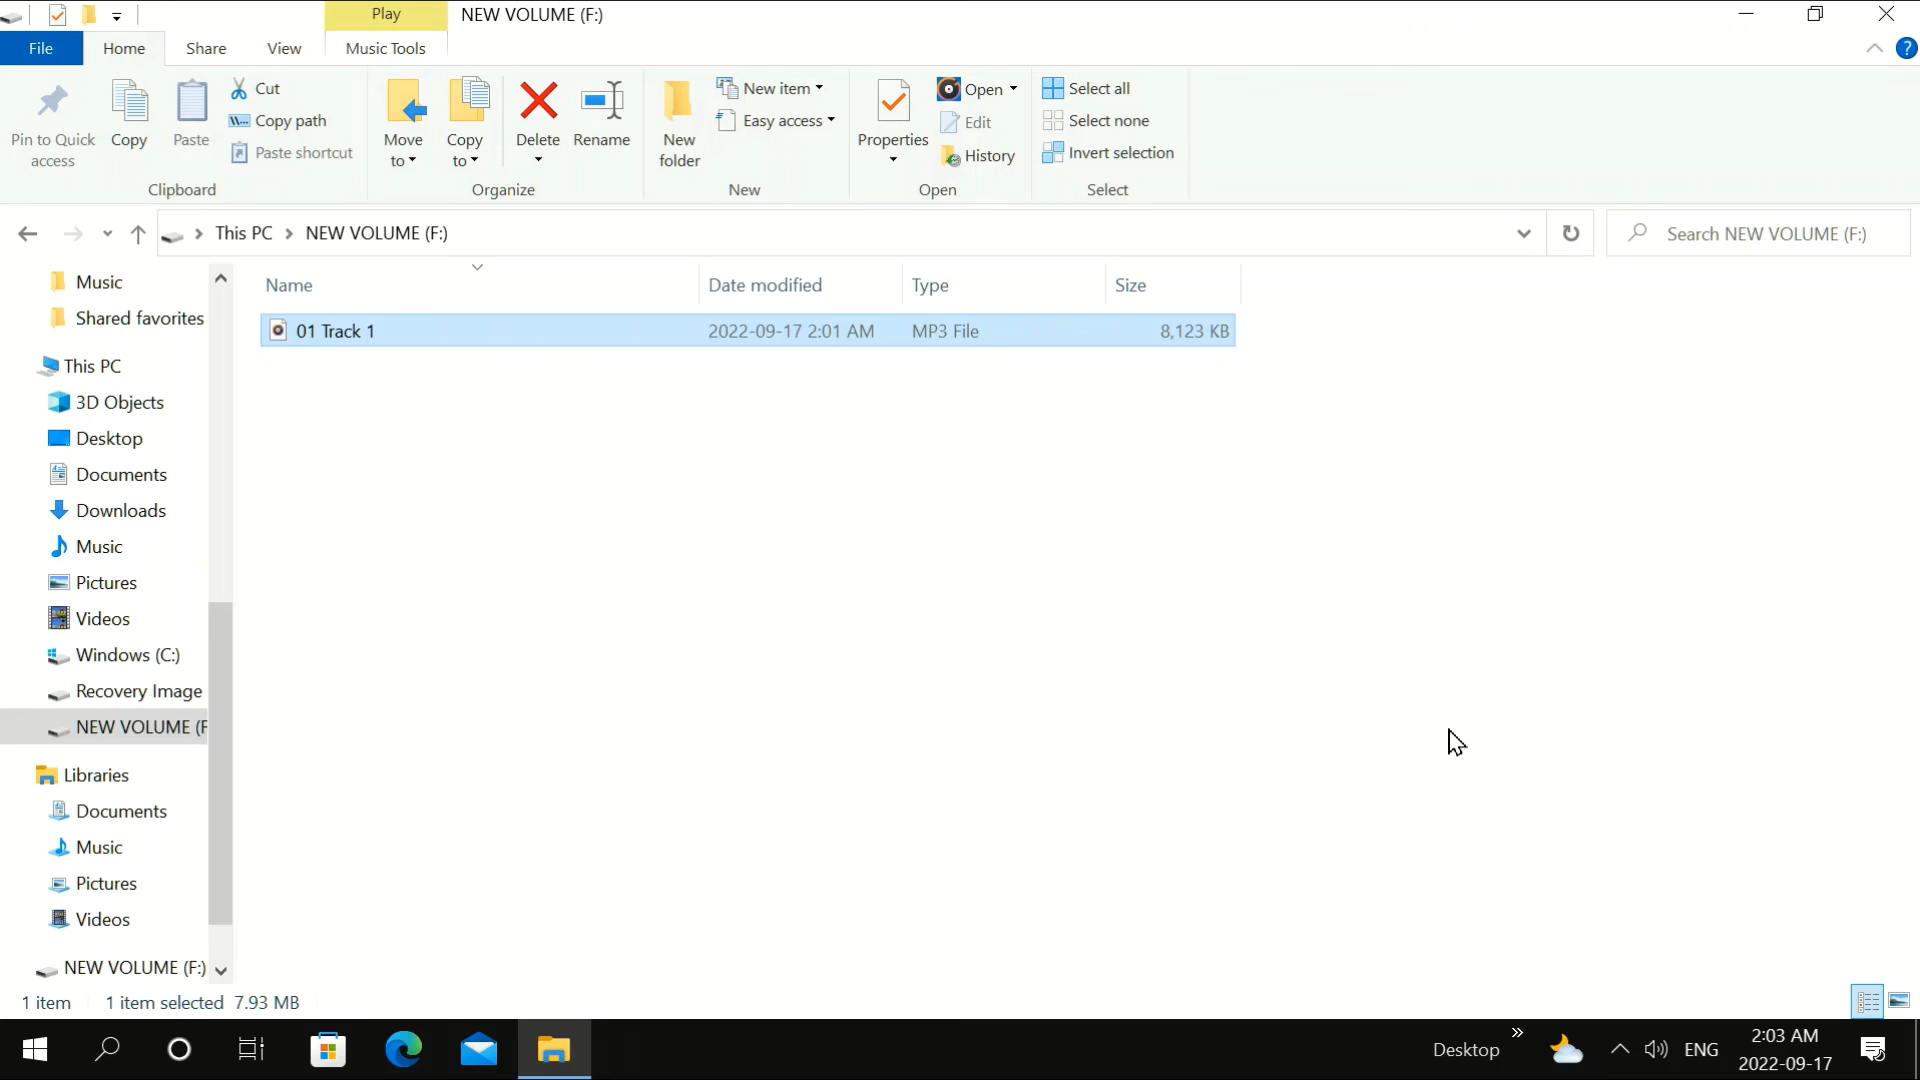 Play
NEW VOLUME (F:)
File
Home
Share
View
Music Tools
?
Pin to Quick
access
Copy
Paste
Cut
Copy path
Paste shortcut
Clipboard
Move
to
Copy
to
Delete
Rename
Organize
New
folder
New item
Easy access
New
Properties
Open
Edit
History
Open
Select all
Select none
Invert selection
Select
This PC
NEW VOLUME (F:)
Search NEW VOLUME (F:)
Music
Shared favorites
This PC
3D Objects
Desktop
Documents
Downloads
Music
Pictures
Videos
Windows (C:)
Recovery Image
NEW VOLUME (F
Libraries
Documents
Music
Pictures
Videos
NEW VOLUME (F:)
Name
Date modified
Type
Size
01 Track 1
2022-09-17 2:01 AM
MP3 File
8,123 KB
1 item
1 item selected 7.93 MB
Desktop
ENG
2:03 AM
2022-09-17